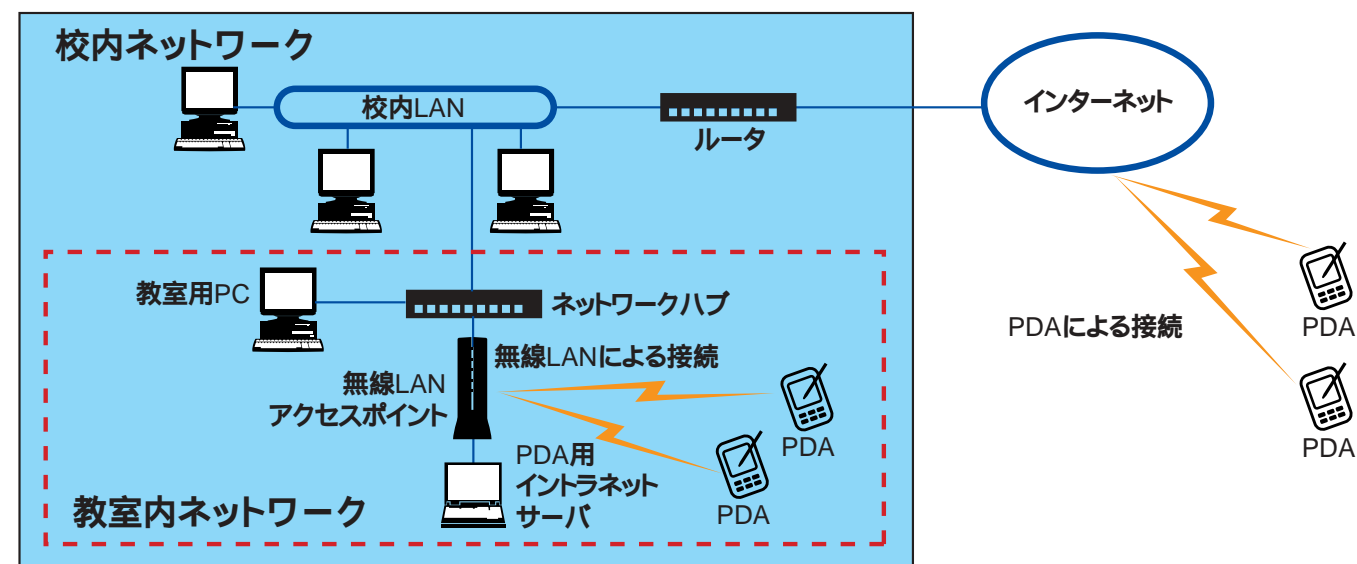 校内ネットワーク
校内LAN
ルータ
インターネット
教室用PC
ネットワークハブ
無線LANによる接続
無線LAN
アクセスポイント
PDA
PDA
PDA用
イントラネット
サーバ
教室内ネットワーク
PDAによる接続
PDA
PDA